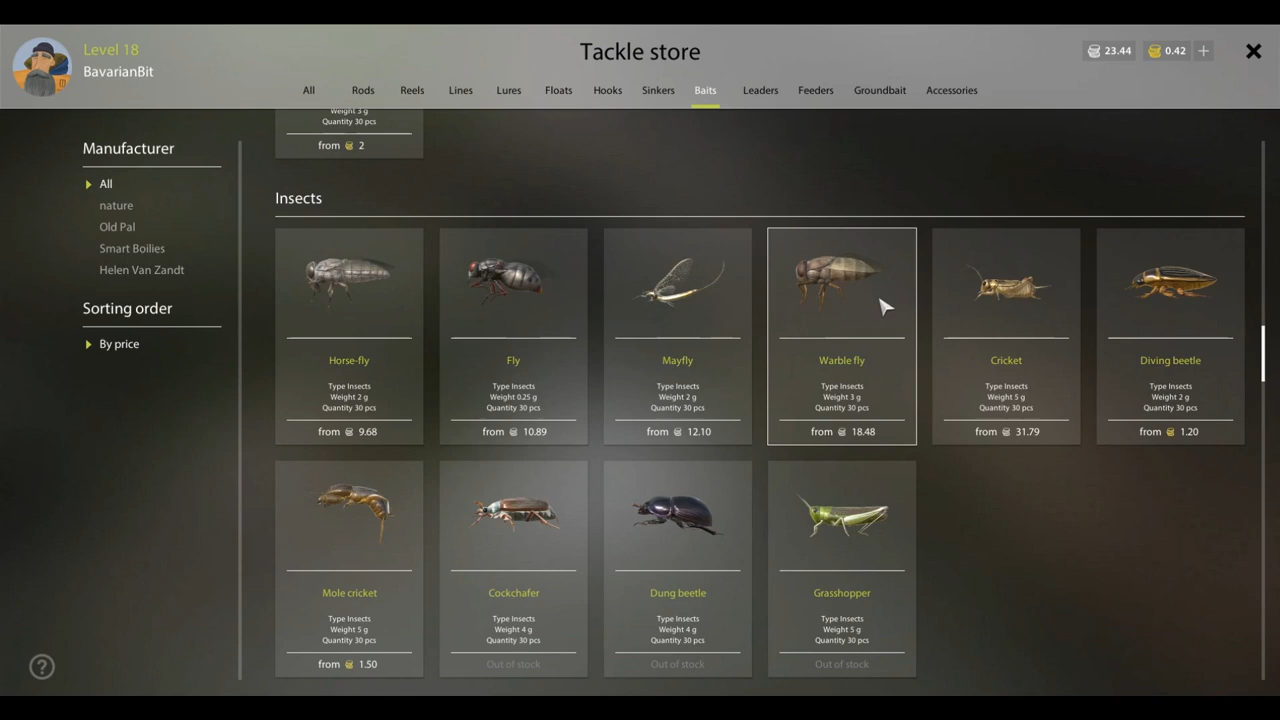 Level 18
BavarianBit
Tackle store
23.44
0.42
All Rods Reels Lines Lures Floats Hooks Sinkers Baits Leaders Feeders Groundbait Accessories
Manufacturer
All
nature
Old Pal
Smart Boilies
Helen Van Zandt
Sorting order
By price
Weight 3 g
Quantity 30 pcs
from 2
Insects
Horse-fly
Type Insects
Weight 2 g
Quantity 30 pcs
from 9.68
Fly
Type Insects
Weight 0.25 g
Quantity 30 pcs
from 10.89
Mayfly
Type Insects
Weight 2 g
Quantity 30 pcs
from 12.10
Warble fly
Type Insects
Weight 3 g
Quantity 30 pcs
from 18.48
Cricket
Type Insects
Weight 5 g
Quantity 30 pcs
from 31.79
Diving beetle
Type Insects
Weight 2 g
Quantity 30 pcs
from 1.20
Mole cricket
Type Insects
Weight 5 g
Quantity 30 pcs
from 1.50
Cockchafer
Type Insects
Weight 4 g
Quantity 30 pcs
Out of stock
Dung beetle
Type Insects
Weight 4 g
Quantity 30 pcs
Out of stock
Grasshopper
Type Insects
Weight 5 g
Quantity 30 pcs
Out of stock
?